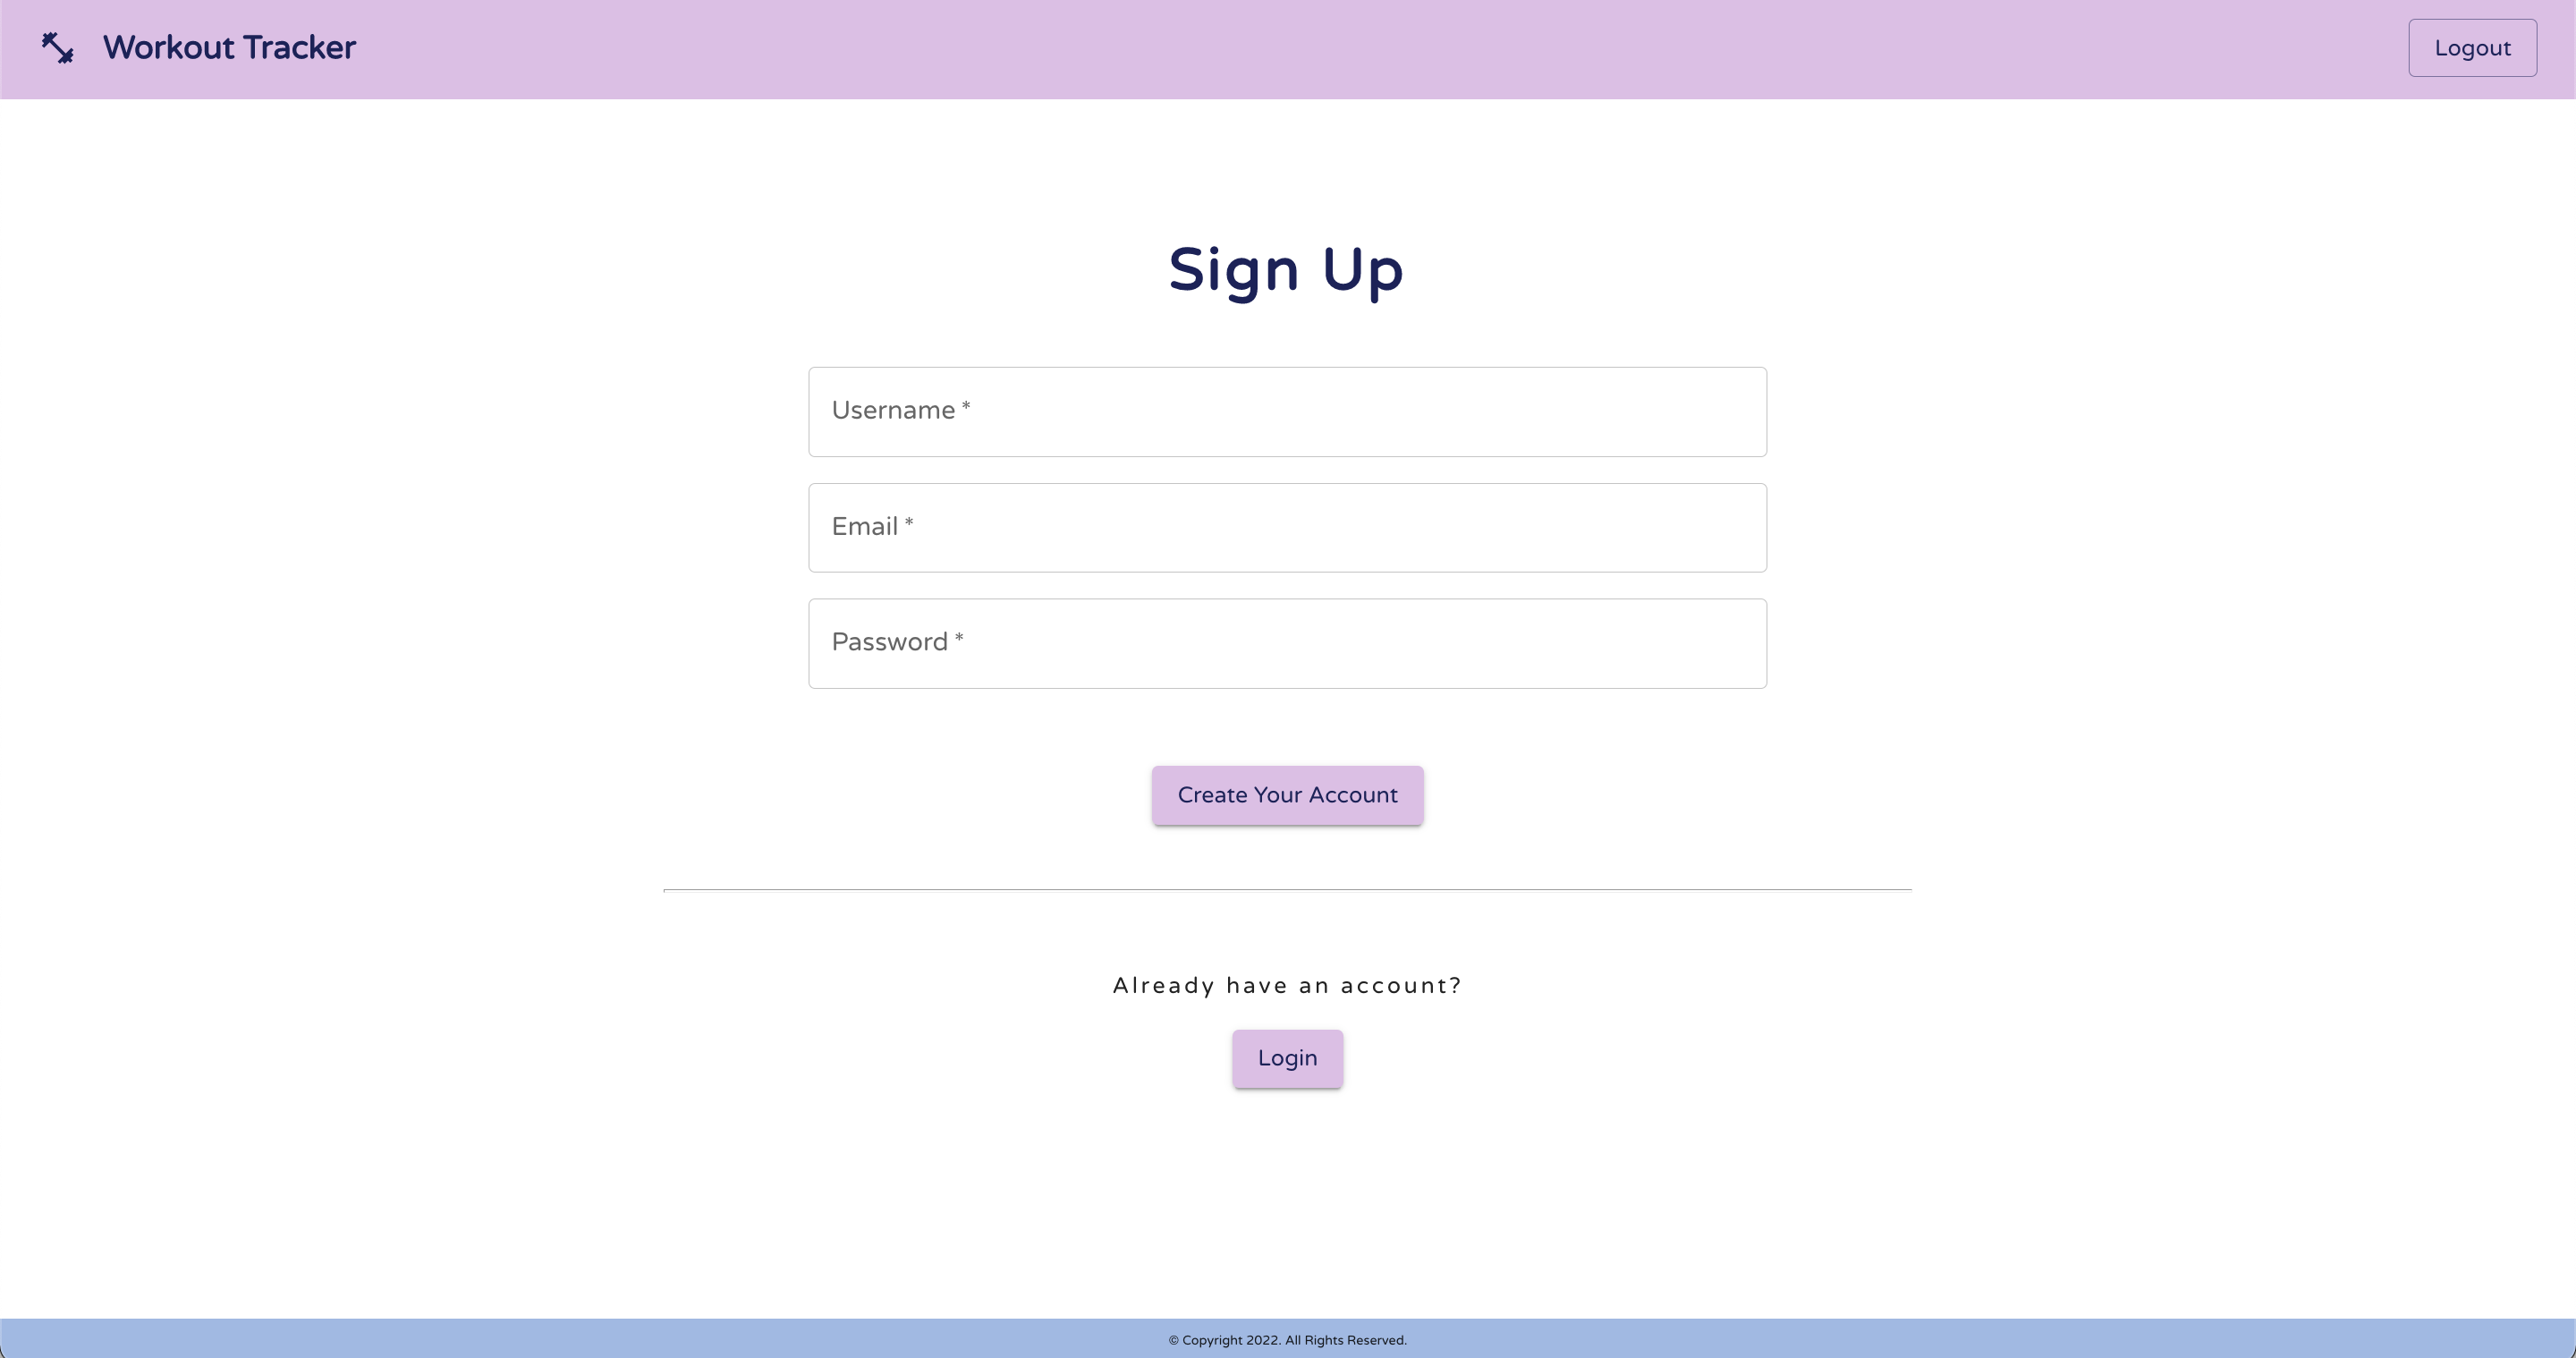 Workout Tracker
Logout
Sign Up
Username *
Email *
Password *
Create Your Account
Already have an account?
Login
© Copyright 2022. All Rights Reserved.